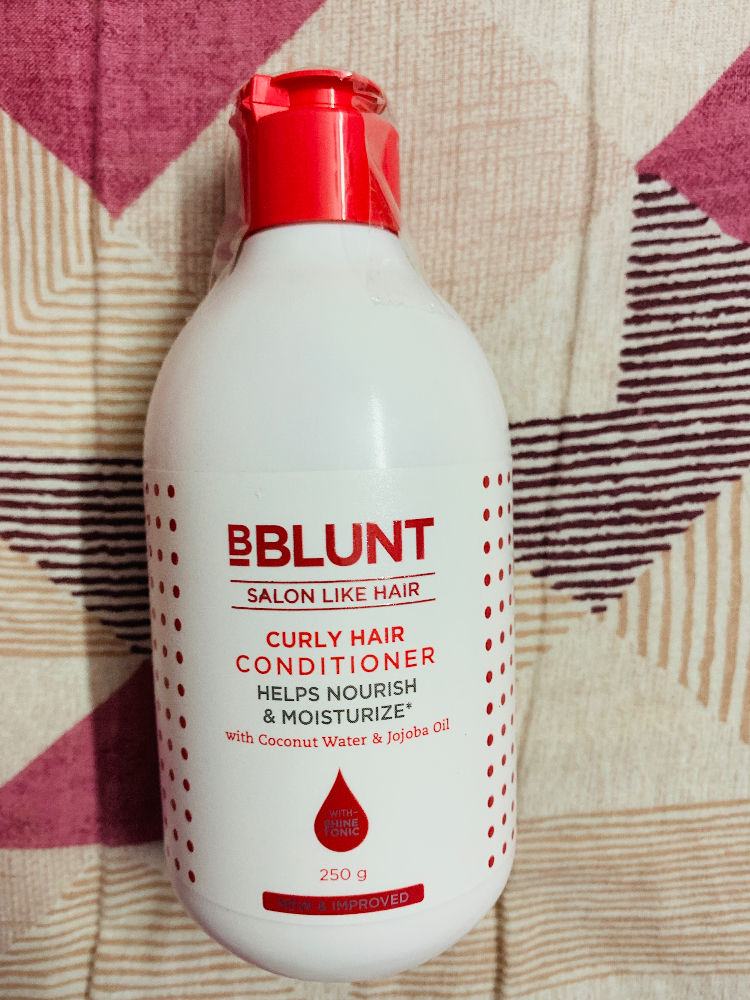 BBLUNT
SALON LIKE HAIR
CURLY HAIR
CONDITIONER
HELPS NOURISH
& MOISTURIZE*
with Coconut Water & Jojoba Oil
WITH
SHINE
TONIC
250 g
NEW & IMPROVED